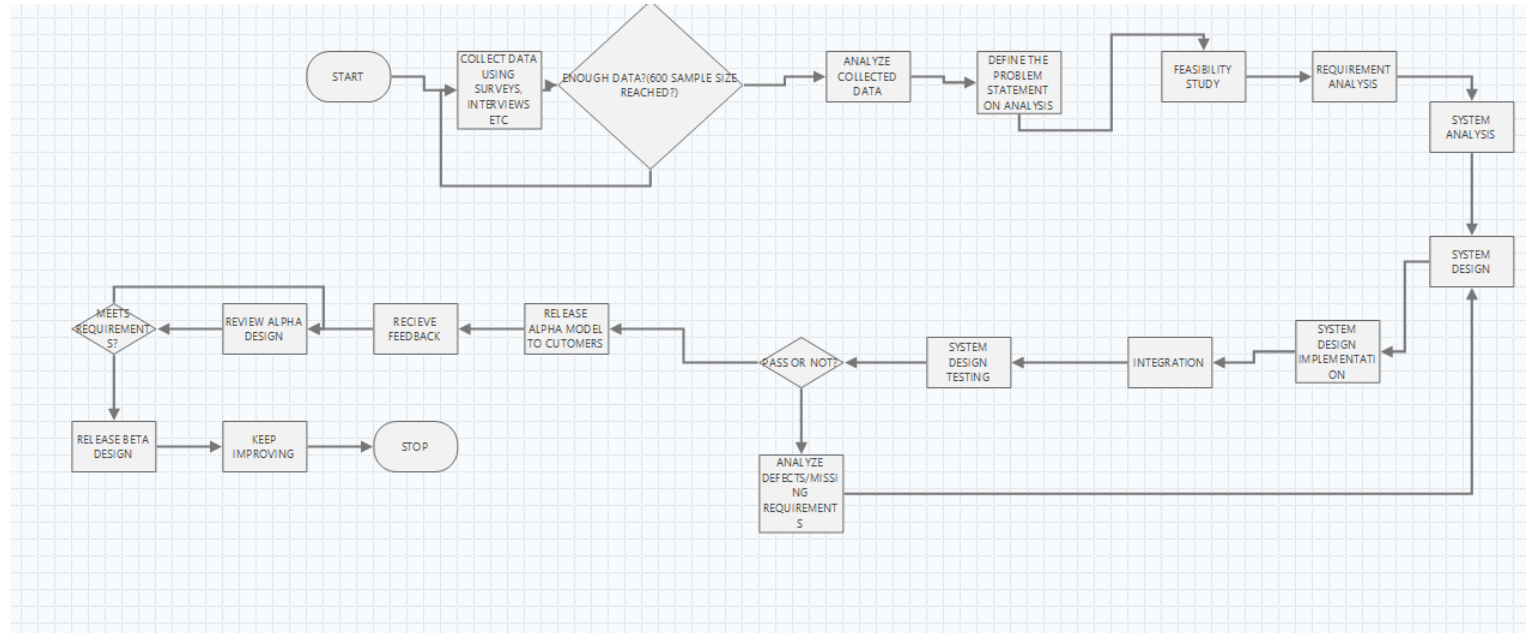 START
COLLECT DATA
USING
SURVEYS,
INTERVIEWS
ETC
ENOUGH DATA?(600 SAMPLE SIZE
REACHED?)
ANALYZE
COLLECTED
DATA
DEFINE THE
PROBLEM
STATEMENT
ON ANALYSIS
FEASIBILITY
STUDY
REQUIREMENT
ANALYSIS
SYSTEM
ANALYSIS
SYSTEM
DESIGN
SYSTEM
DESIGN
IMPLEMENTATI
ON
INTEGRATION
SYSTEM
DESIGN
TESTING
PASS OR NOT?
ANALYZE
DEFECTS/MISSI
NG
REQUIREMENT
S
RELEASE
ALPHA MODEL
TO CUTOMERS
RECIEVE
FEEDBACK
REVIEW ALPHA
DESIGN
MEETS
REQUIREMENT
S?
RELEASE BETA
DESIGN
KEEP
IMPROVING
STOP